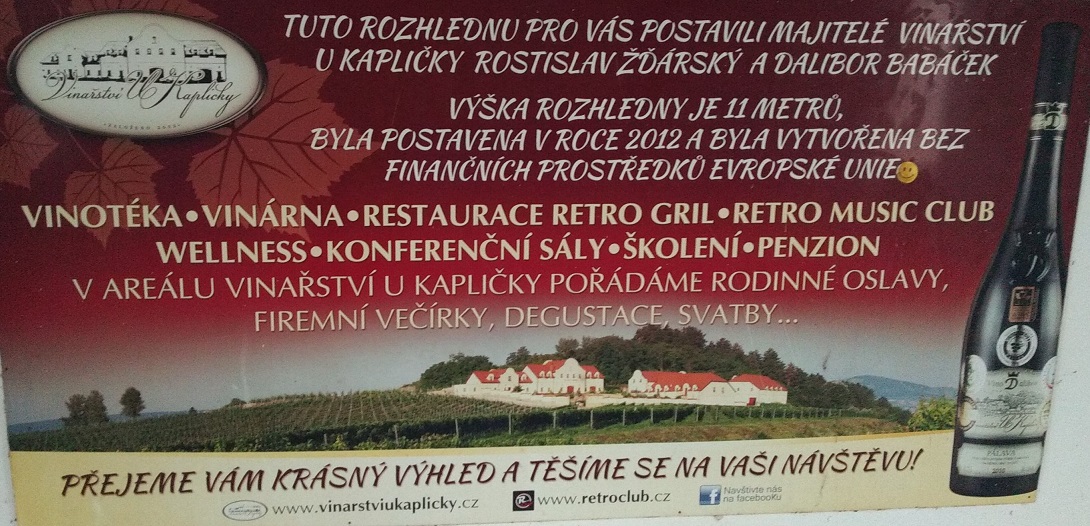 Vinařství U Kapličky
TUTO ROZHLEDNU PRO VÁS POSTAVILI MAJITELÉ VINAŘSTVÍ
U KAPLIČKY ROSTISLAV ŽĎÁRSKÝ A DALIBOR BABÁČEK
VÝŠKA ROZHLEDNY JE 11 METRŮ,
BYLA POSTAVENA V ROCE 2012 A BYLA VYTVOŘENA BEZ
FINANČNÍCH PROSTŘEDKŮ EVROPSKÉ UNIE
VINOTÉKA•VINÁRNA•RESTAURACE RETRO GRIL•RETRO MUSIC CLUB
WELLNESS•KONFERENČNÍ SÁLY•ŠKOLENÍ•PENZION
V AREÁLU VINAŘSTVÍ U KAPLIČKY POŘÁDÁME RODINNÉ OSLAVY,
FIREMNÍ VEČÍRKY, DEGUSTACE, SVATBY...
D
PÁLAVA
PŘEJEME VÁM KRÁSNÝ VÝHLED A TĚŠÍME SE NA VAŠI NÁVŠTĚVU!
www.vinarstviukaplicky.cz R www.retroclub.cz f Navštivte nás
na facebooKu